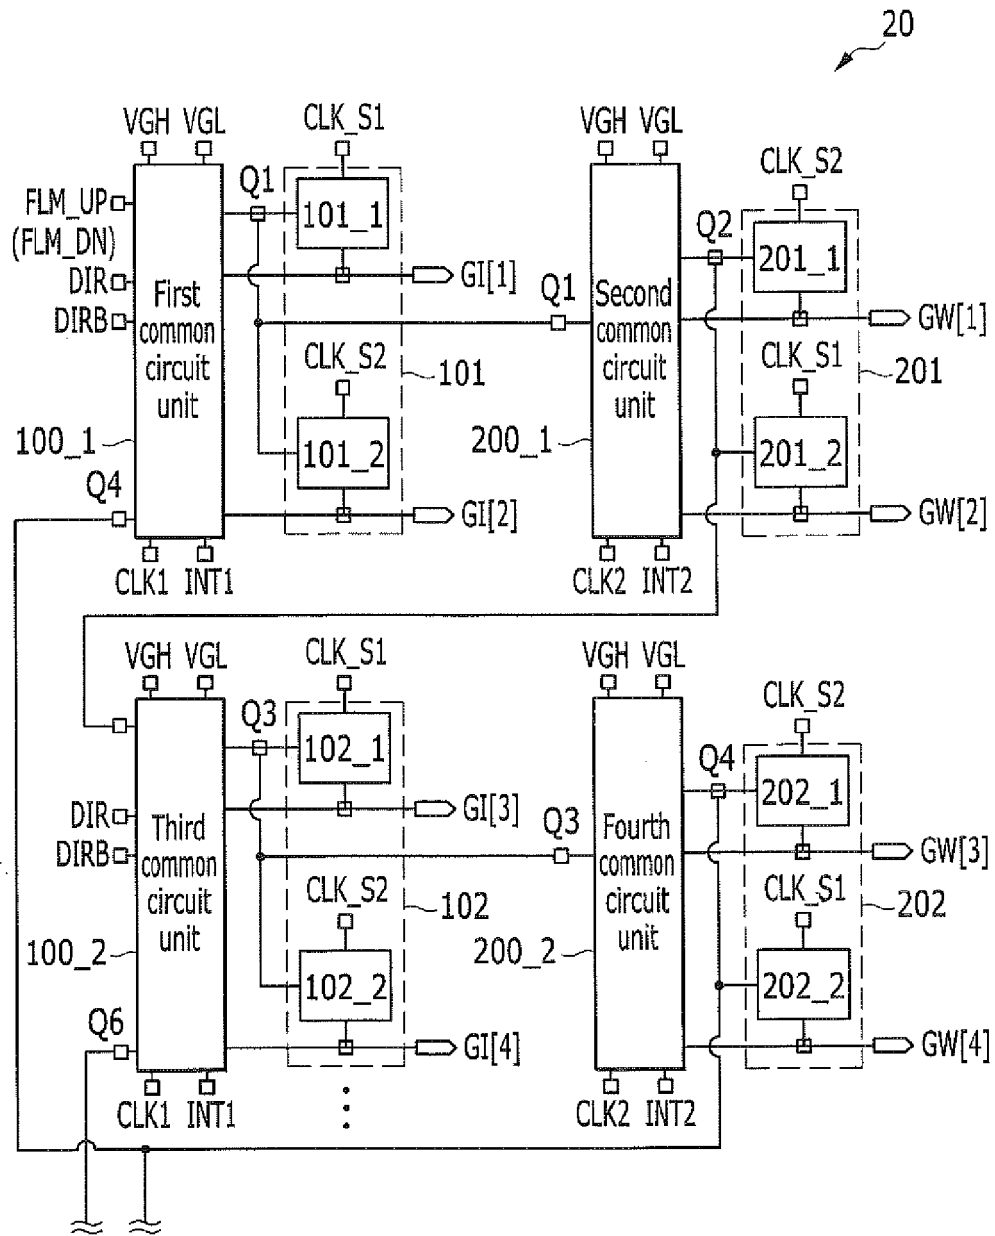 20
VGH VGL
CLK_S1
FLM_UP
(FLM_DN)
DIR
DIRB
Q1
101_1
GI[1]
First
common
circuit
unit
CLK_S2
101
100_1
101_2
Q4
GI[2]
CLK1 INT1
VGH VGL
CLK_S2
Q2
201_1
Q1
Second
common
circuit
unit
GW[1]
CLK_S1
201
200_1
201_2
GW[2]
CLK2 INT2
VGH VGL
CLK_S1
Q3
102_1
DIR
DIRB
GI[3]
Third
common
circuit
unit
CLK_S2
102
100_2
102_2
Q6
GI[4]
CLK1 INT1
VGH VGL
CLK_S2
Q4
202_1
Q3
Fourth
common
circuit
unit
GW[3]
CLK_S1
202
200_2
202_2
GW[4]
CLK2 INT2